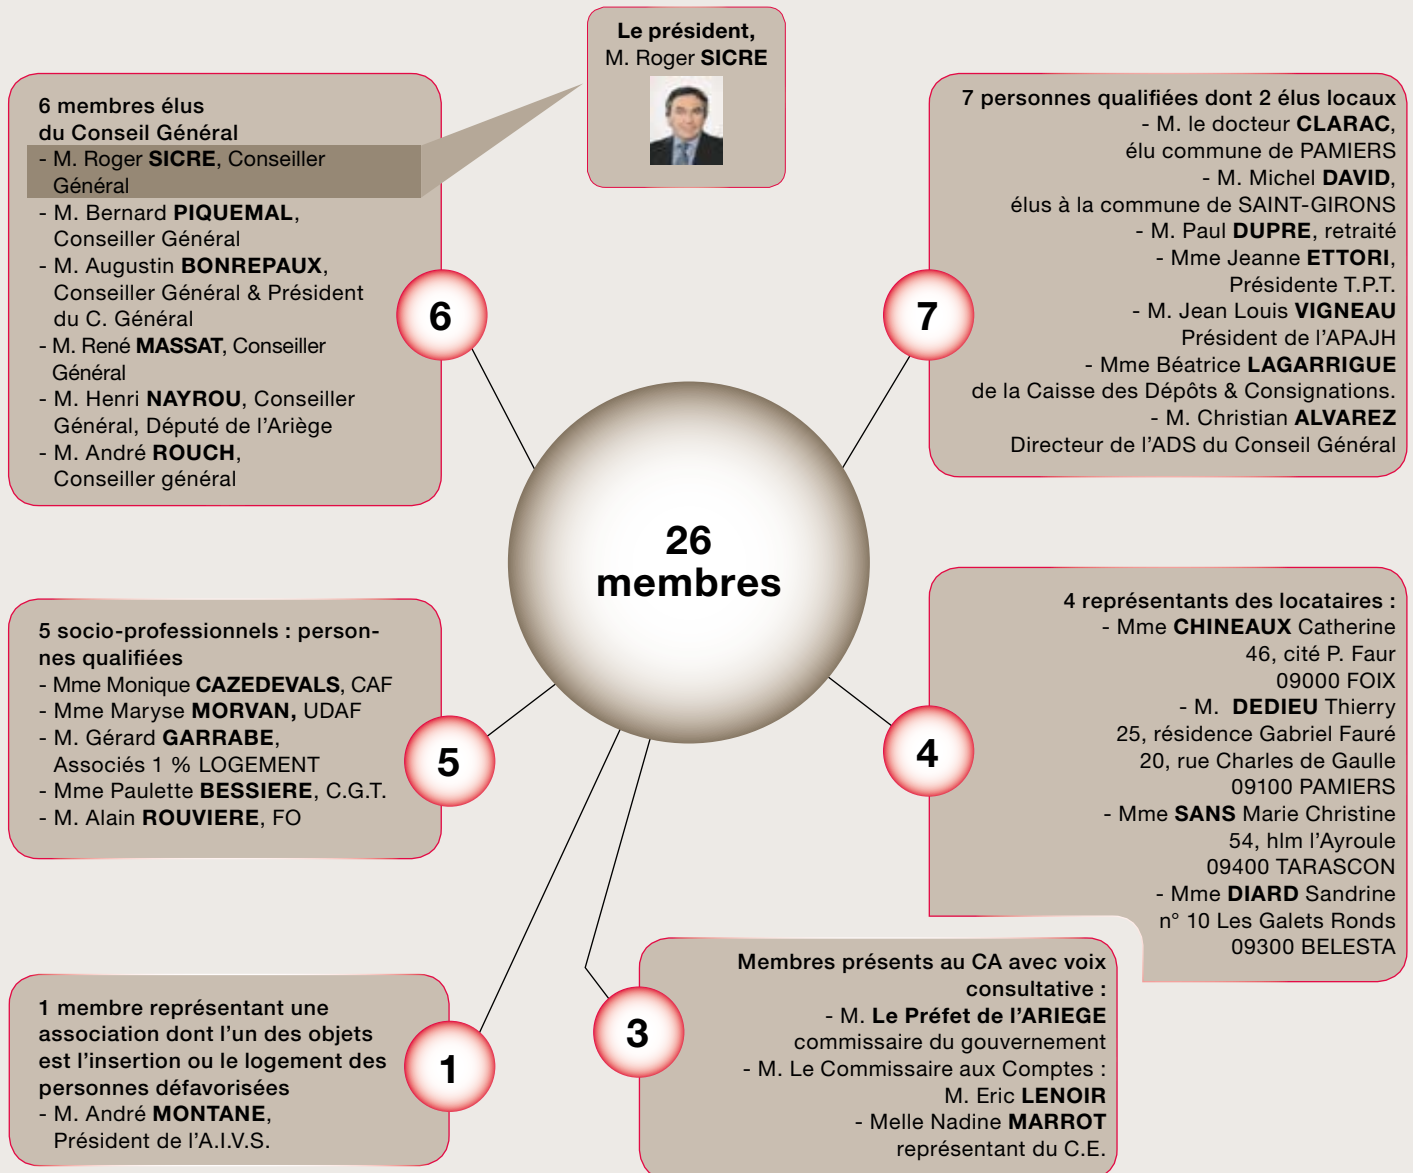 Le président,
M. Roger SICRE
6 membres élus
du Conseil Général
- M. Roger SICRE, Conseiller
Général
- M. Bernard PIQUEMAL,
Conseiller Général
- M. Augustin BONREPAUX,
Conseiller Général & Président
du C. Général
- M. René MASSAT, Conseiller
Général
- M. Henri NAYROU, Conseiller
Général, Député de l'Ariège
- M. André ROUCH,
Conseiller général
6
7 personnes qualifiées dont 2 élus locaux
- M. le docteur CLARAC,
élu commune de PAMIERS
- M. Michel DAVID,
élus à la commune de SAINT-GIRONS
- M. Paul DUPRE, retraité
- Mme Jeanne ETTORI,
Présidente T.P.T.
- M. Jean Louis VIGNEAU
Président de l'APAJH
- Mme Béatrice LAGARRIGUE
de la Caisse des Dépôts & Consignations.
- M. Christian ALVAREZ
Directeur de l'ADS du Conseil Général
7
26
membres
5 socio-professionnels : person-
nes qualifiées
- Mme Monique CAZEDEVALS, CAF
- Mme Maryse MORVAN, UDAF
- M. Gérard GARRABE,
Associés 1 % LOGEMENT
- Mme Paulette BESSIERE, C.G.T.
- M. Alain ROUVIERE, FO
5
4 représentants des locataires :
- Mme CHINEAUX Catherine
46, cité P. Faur
09000 FOIX
- M. DEDIEU Thierry
25, résidence Gabriel Fauré
20, rue Charles de Gaulle
09100 PAMIERS
- Mme SANS Marie Christine
54, hlm l'Ayroule
09400 TARASCON
- Mme DIARD Sandrine
n° 10 Les Galets Ronds
09300 BELESTA
4
1 membre représentant une
association dont l'un des objets
est l'insertion ou le logement des
personnes défavorisées
- M. André MONTANE,
Président de l'A.I.V.S.
1
Membres présents au CA avec voix
consultative :
- M. Le Préfet de l'ARIEGE
commissaire du gouvernement
- M. Le Commissaire aux Comptes :
M. Eric LENOIR
- Melle Nadine MARROT
représentant du C.E.
3